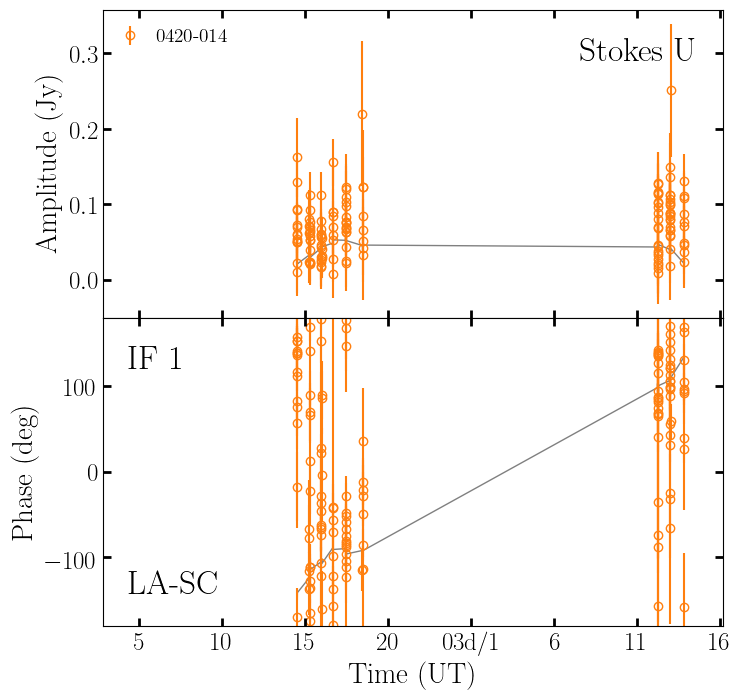 0420-014
Stokes U
Amplitude (Jy)
0.3
0.2
0.1
0.0
IF 1
LA-SC
Phase (deg)
100
0
−100
5 10 15 20 03d/1 6 11 16
Time (UT)